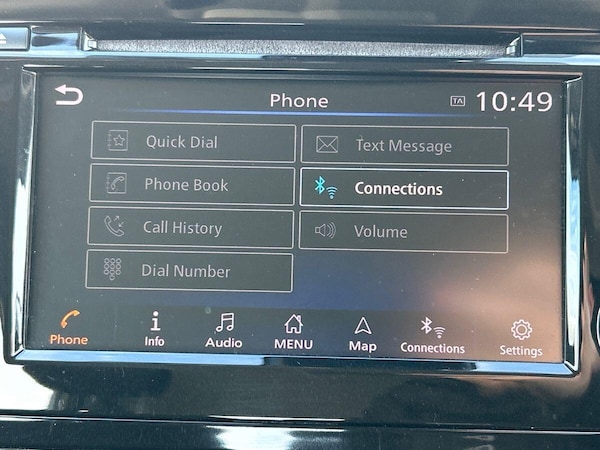 Phone
TA 10:49
Quick Dial
Text Message
Phone Book
Connections
Call History
Volume
Dial Number
Phone
Info
Audio
MENU
Map
Connections
Settings